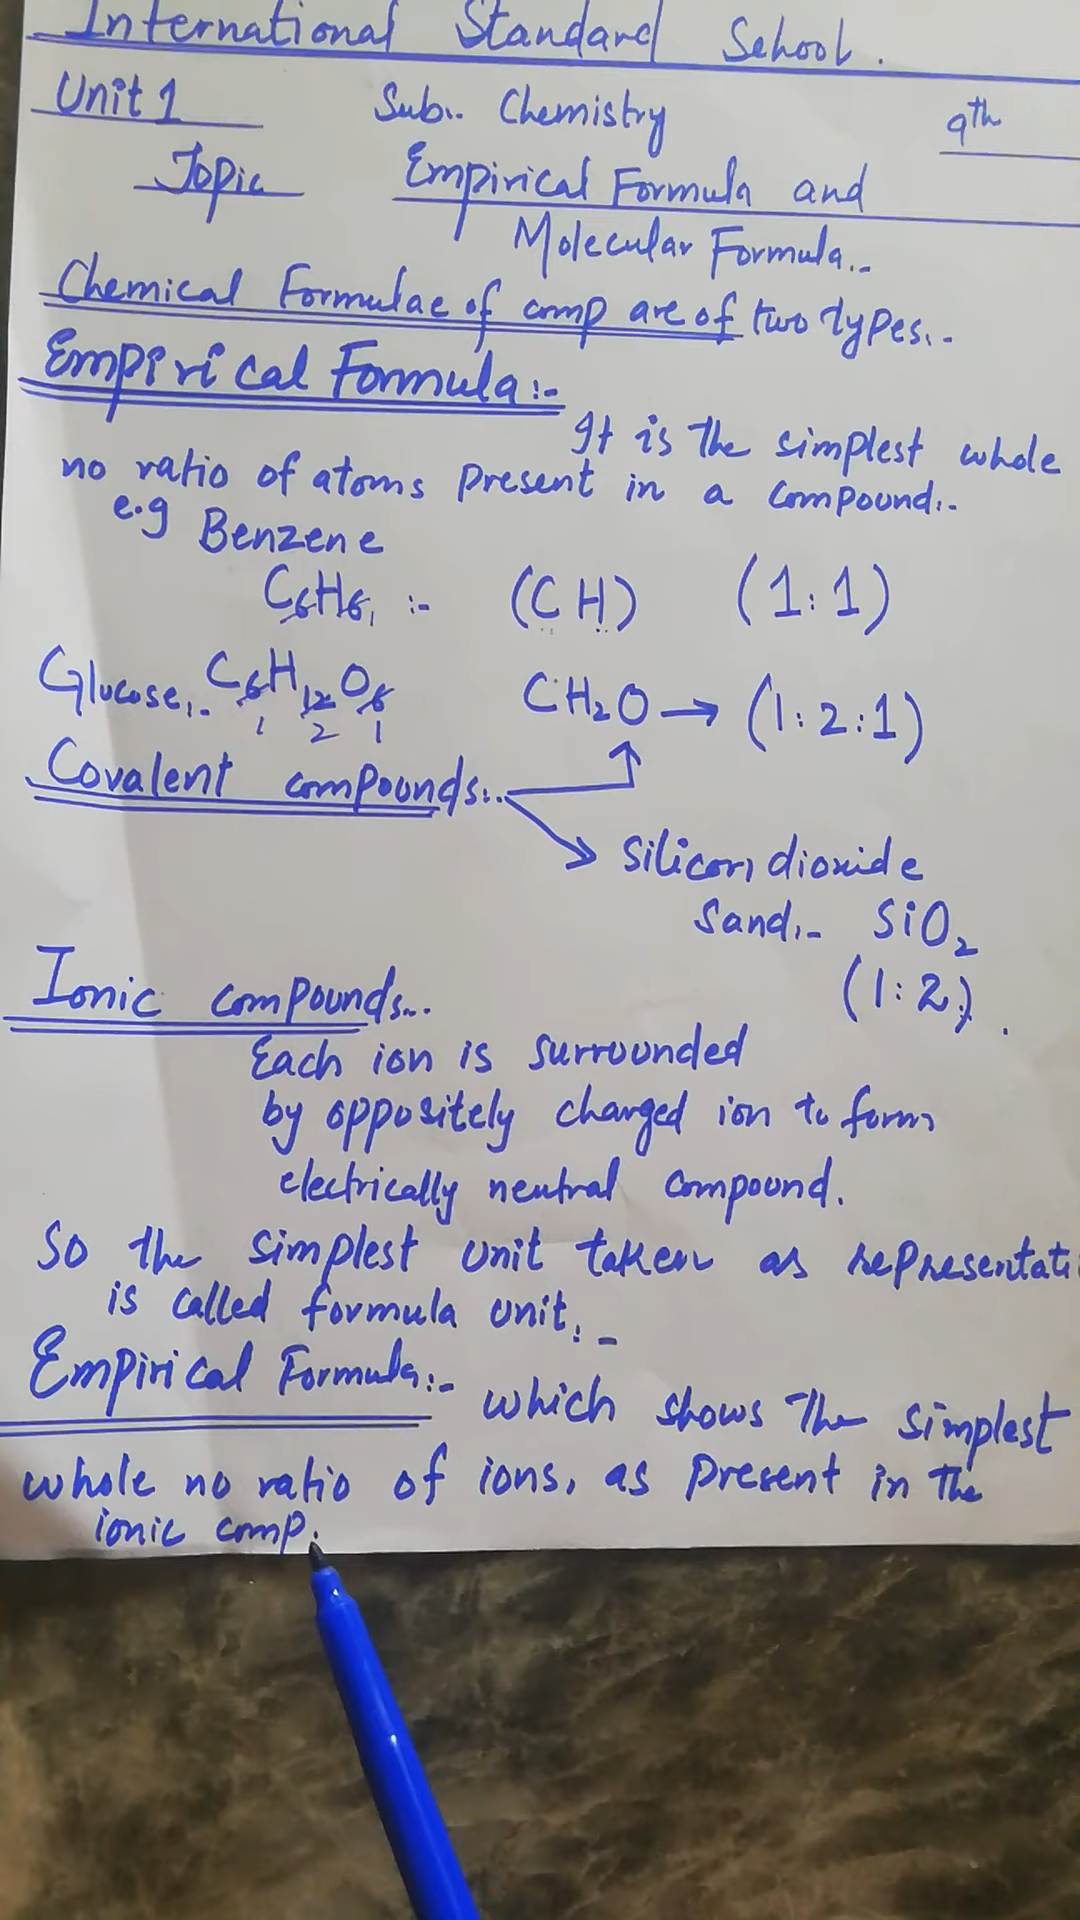 International Standard School.
Unit 1 Sub.. Chemistry 9th
Topic Empirical Formula and
Molecular Formula..
Chemical Formulae of comp are of two types..
Empirical Formula:-
It is the simplest whole
no ratio of atoms present in a compound:-
e.g Benzene
C6H6, :- (CH) (1:1)
Glucose,. C6H12O6 CH2O → (1:2:1)
1 2 1
Covalent compounds:..
Silicon dioxide
Sand,- SiO2
(1:2).
Ionic compounds...
Each ion is surrounded
by oppositely charged ion to form
electrically neutral compound.
So the simplest unit taken as representati
is called formula unit:-
Empirical Formula:- which shows the simplest
whole no ratio of ions, as present in the
ionic comp.